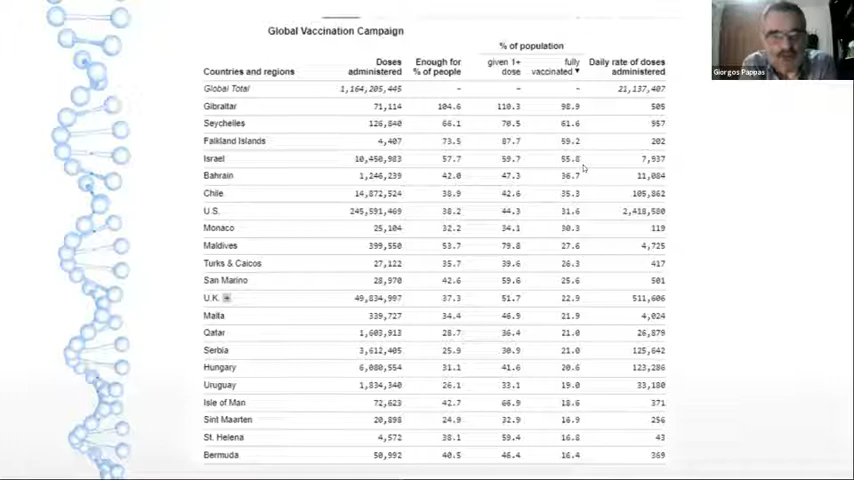 Global Vaccination Campaign
% of population
Countries and regions Doses administered Enough for % of people given 1+ dose fully vaccinated ▼ Daily rate of doses administered
Global Total 1,164,205,445 – – – 21,137,407
Gibraltar 71,114 104.6 110.3 98.9 505
Seychelles 126,840 66.1 70.5 61.6 957
Falkland Islands 4,407 73.5 87.7 59.2 202
Israel 10,450,983 57.7 59.7 55.8 7,937
Bahrain 1,246,239 42.0 47.3 36.7 11,084
Chile 14,872,524 38.9 42.6 35.3 105,862
U.S. 245,591,469 38.2 44.3 31.6 2,418,580
Monaco 25,104 32.2 34.1 30.3 119
Maldives 399,550 53.7 79.8 27.6 4,725
Turks & Caicos 27,122 35.7 39.6 26.3 417
San Marino 28,970 42.6 59.6 25.6 501
U.K. + 49,834,997 37.3 51.7 22.9 511,606
Malta 339,727 34.4 46.9 21.9 4,024
Qatar 1,603,913 28.7 36.4 21.0 26,879
Serbia 3,612,405 25.9 30.9 21.0 125,642
Hungary 6,080,554 31.1 41.6 20.6 123,286
Uruguay 1,834,340 26.1 33.1 19.0 33,180
Isle of Man 72,623 42.7 66.9 18.6 371
Sint Maarten 20,898 24.9 32.9 16.9 256
St. Helena 4,572 38.1 59.4 16.8 43
Bermuda 50,992 40.5 46.4 16.4 369
Giorgos Pappas